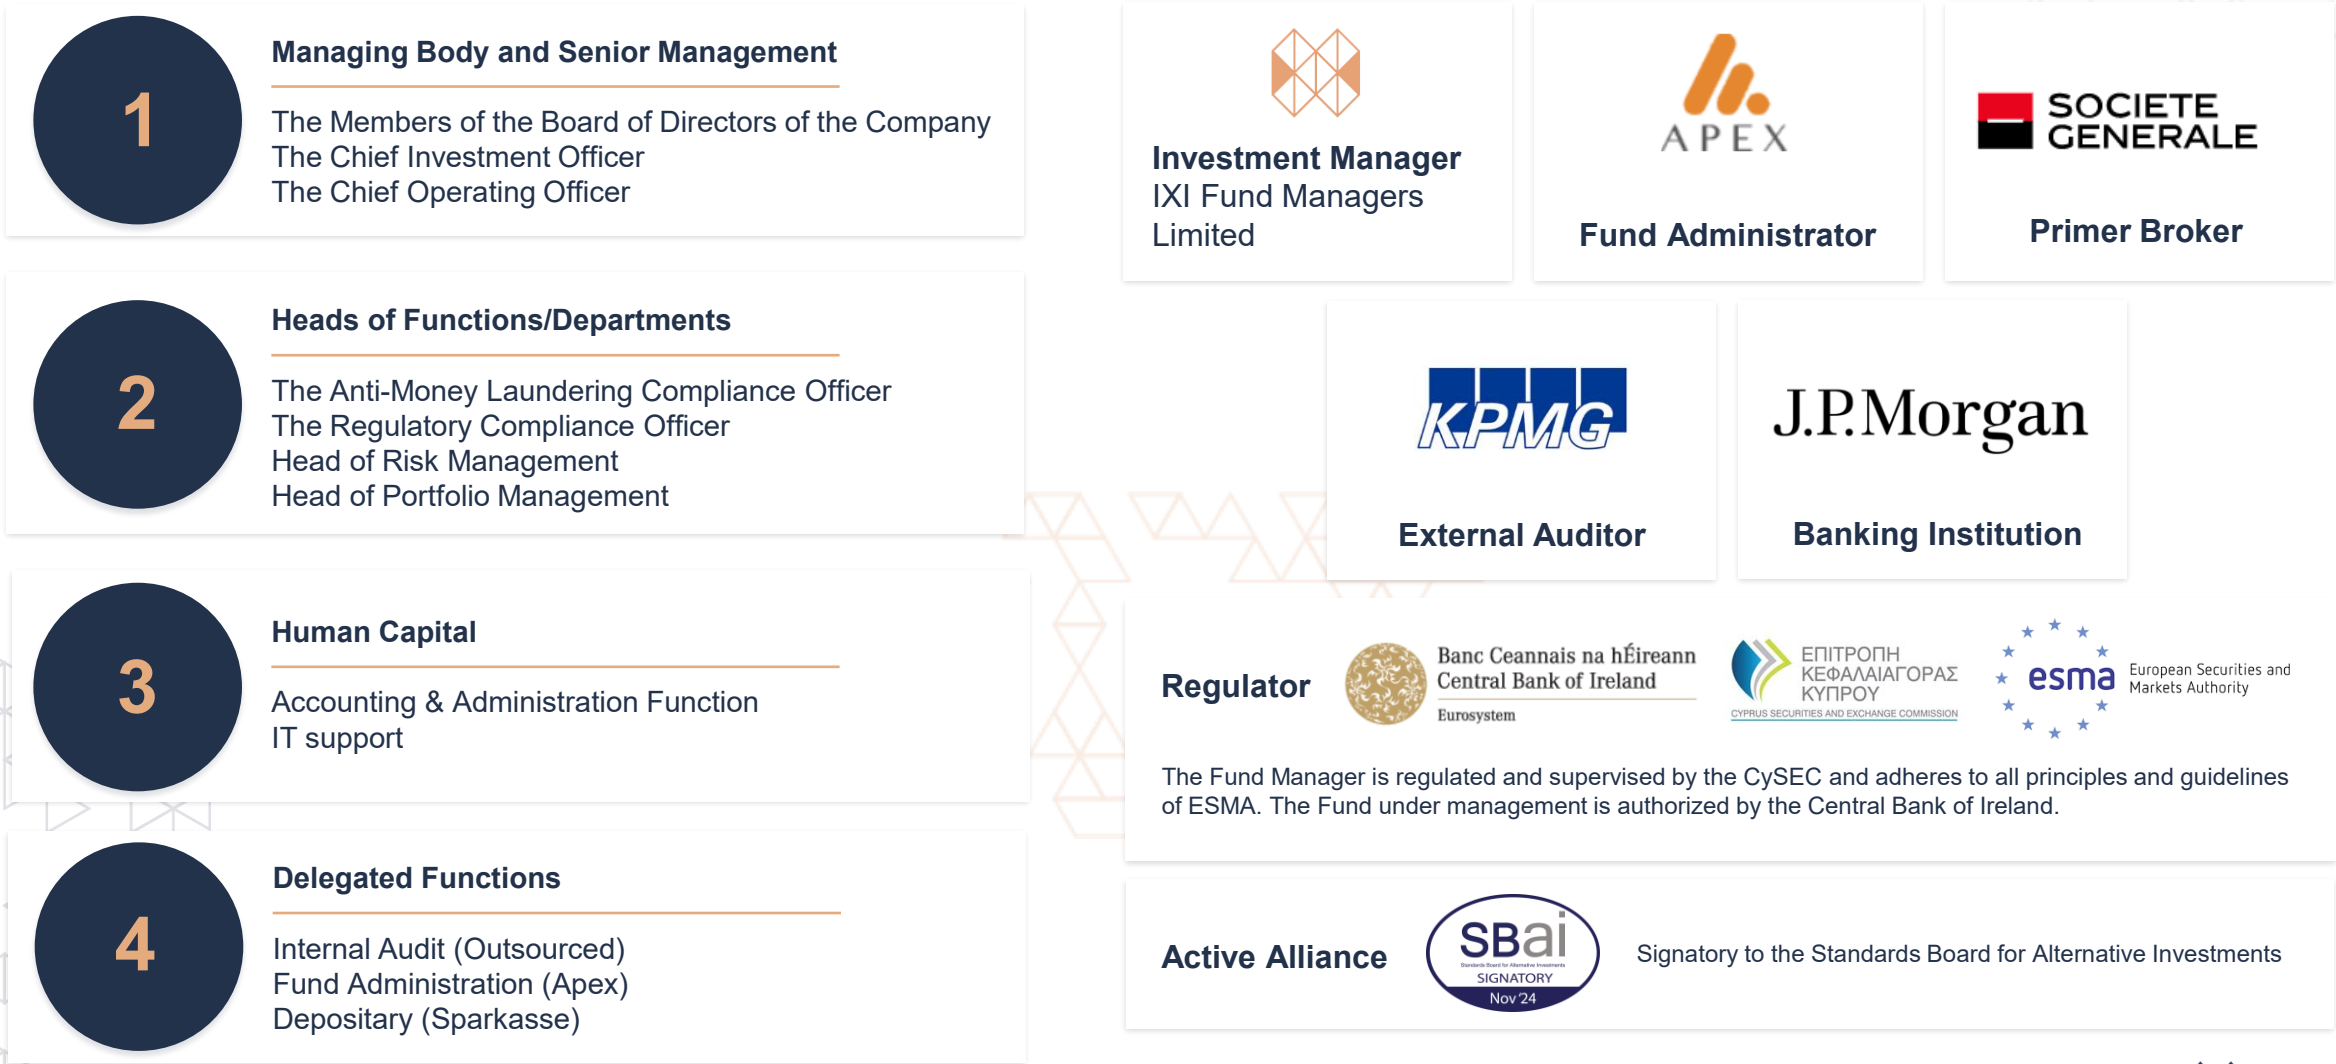 1
Managing Body and Senior Management
The Members of the Board of Directors of the Company
The Chief Investment Officer
The Chief Operating Officer
2
Heads of Functions/Departments
The Anti-Money Laundering Compliance Officer
The Regulatory Compliance Officer
Head of Risk Management
Head of Portfolio Management
3
Human Capital
Accounting & Administration Function
IT support
4
Delegated Functions
Internal Audit (Outsourced)
Fund Administration (Apex)
Depositary (Sparkasse)
Investment Manager
IXI Fund Managers
Limited
APEX
Fund Administrator
SOCIETE
GENERALE
Primer Broker
KPMG
External Auditor
J.P.Morgan
Banking Institution
Regulator
Banc Ceannais na hÉireann
Central Bank of Ireland
Eurosystem
ΕΠΙΤΡΟΠΗ
ΚΕΦΑΛΑΙΑΓΟΡΑΣ
ΚΥΠΡΟΥ
CYPRUS SECURITIES AND EXCHANGE COMMISSION
esma
European Securities and
Markets Authority
The Fund Manager is regulated and supervised by the CySEC and adheres to all principles and guidelines
of ESMA. The Fund under management is authorized by the Central Bank of Ireland.
Active Alliance
SBai
Standards Board for Alternative Investments
SIGNATORY
Nov '24
Signatory to the Standards Board for Alternative Investments